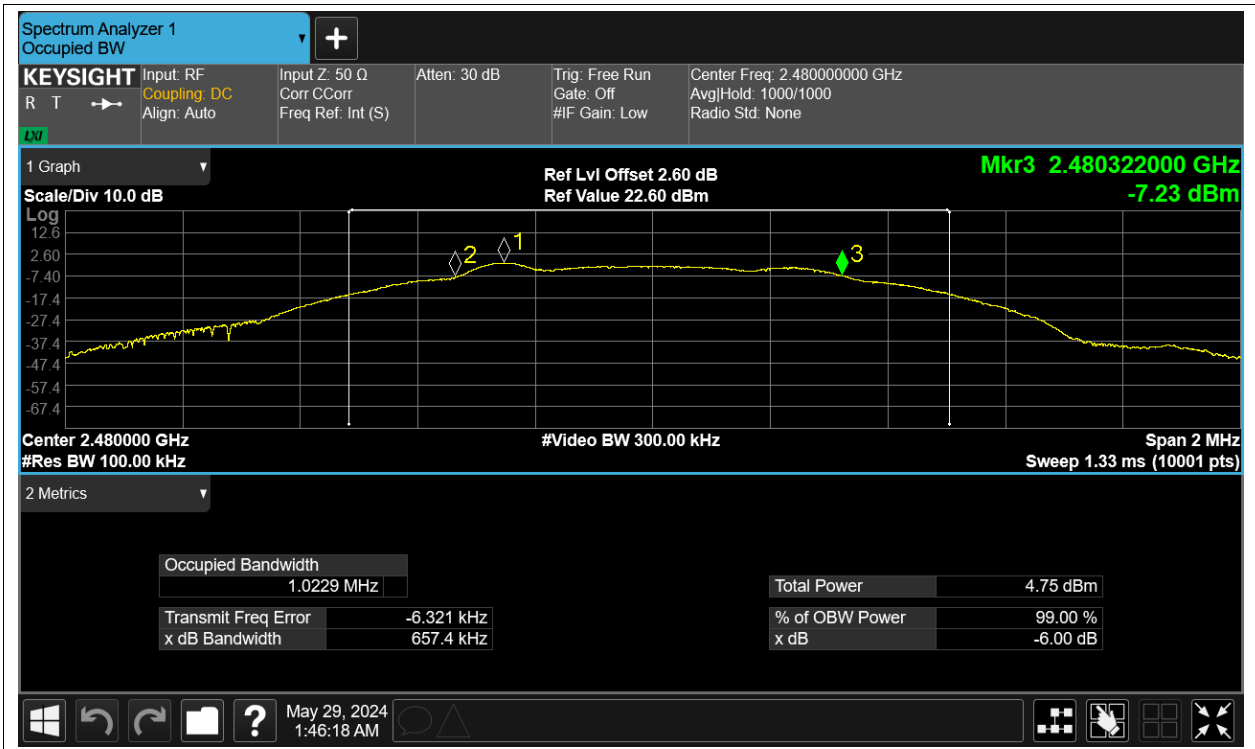 Spectrum Analyzer 1
Occupied BW
KEYSIGHT
R T
LXI
Input: RF
Coupling: DC
Align: Auto
Input Z: 50 Ω
Corr CCorr
Freq Ref: Int (S)
Atten: 30 dB
Trig: Free Run
Gate: Off
#IF Gain: Low
Center Freq: 2.480000000 GHz
Avg|Hold: 1000/1000
Radio Std: None
1 Graph
Scale/Div 10.0 dB
Ref Lvl Offset 2.60 dB
Ref Value 22.60 dBm
Mkr3 2.480322000 GHz
-7.23 dBm
Log
12.6
2.60
-7.40
-17.4
-27.4
-37.4
-47.4
-57.4
-67.4
2
1
3
Center 2.480000 GHz
#Res BW 100.00 kHz
#Video BW 300.00 kHz
Span 2 MHz
Sweep 1.33 ms (10001 pts)
2 Metrics
Occupied Bandwidth
1.0229 MHz
Transmit Freq Error -6.321 kHz
x dB Bandwidth 657.4 kHz
Total Power 4.75 dBm
% of OBW Power 99.00 %
x dB -6.00 dB
?
May 29, 2024
1:46:18 AM